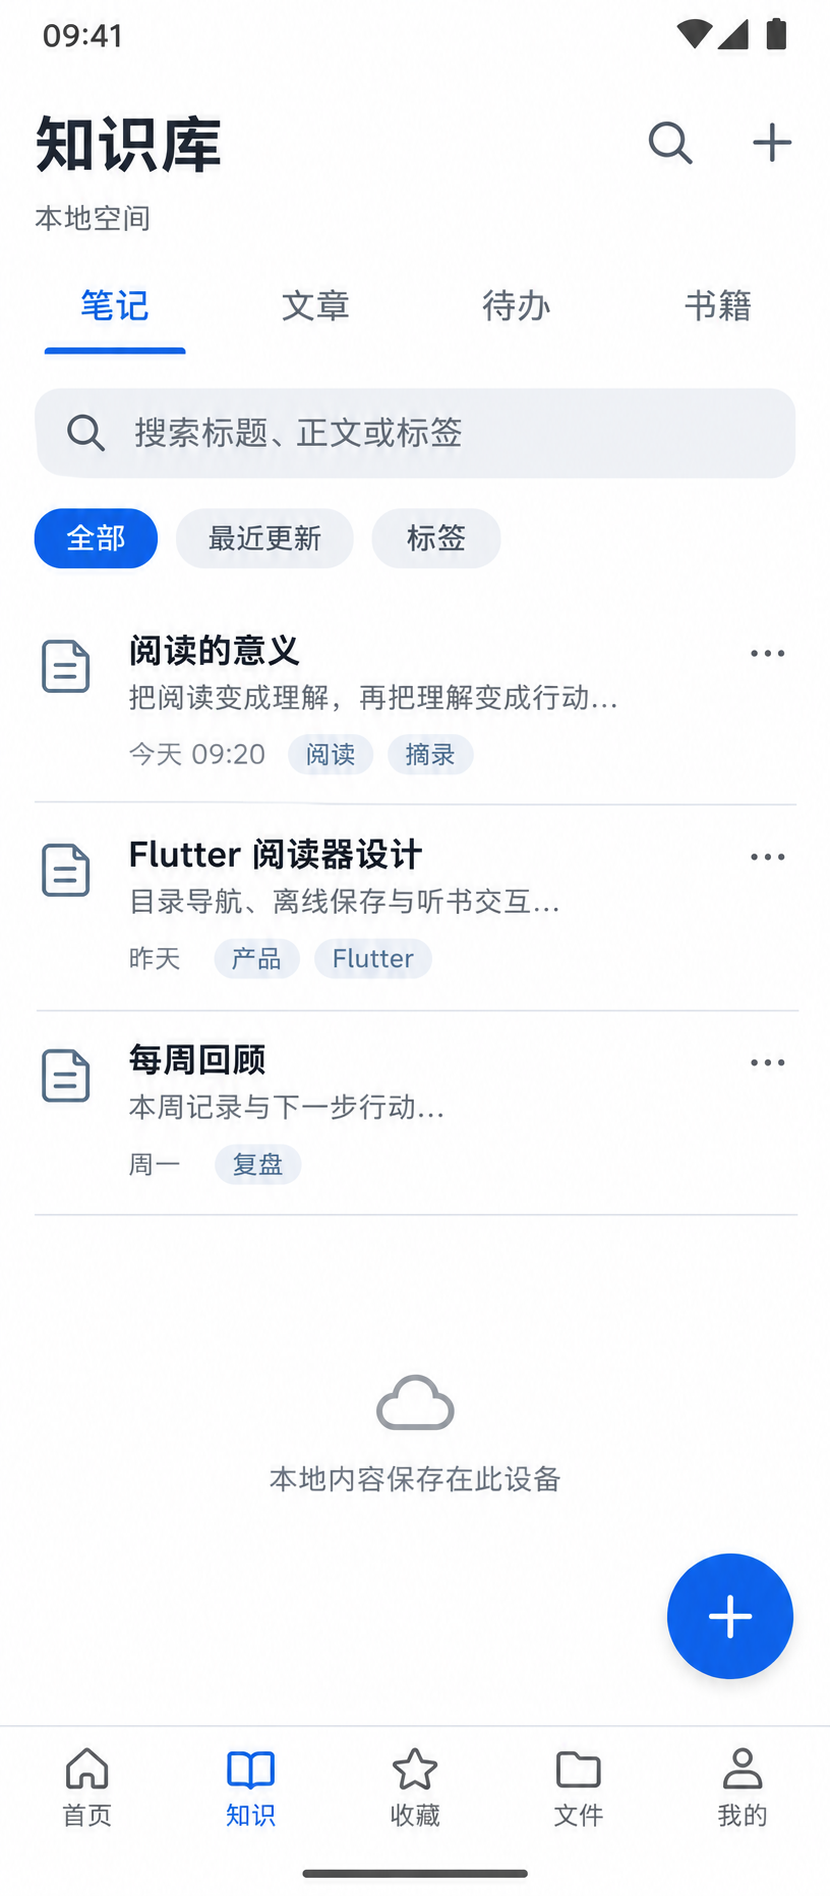 09:41
知识库
本地空间
笔记 文章 待办 书籍
搜索标题、正文或标签
全部 最近更新 标签
阅读的意义
把阅读变成理解，再把理解变成行动...
今天 09:20 阅读 摘录
Flutter 阅读器设计
目录导航、离线保存与听书交互...
昨天 产品 Flutter
每周回顾
本周记录与下一步行动...
周一 复盘
本地内容保存在此设备
首页 知识 收藏 文件 我的